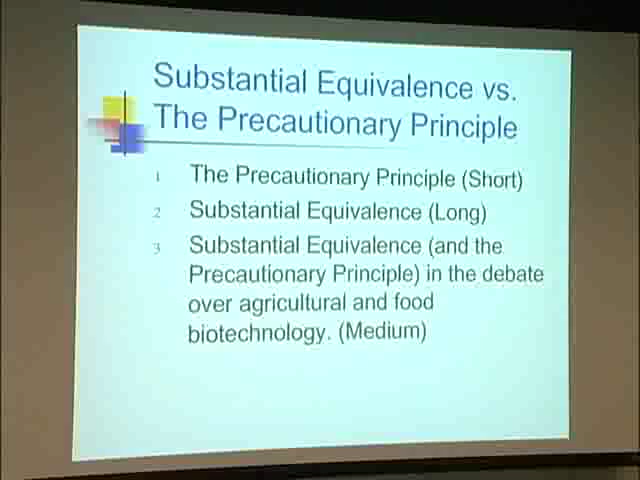 Substantial Equivalence vs.
The Precautionary Principle
1 The Precautionary Principle (Short)
2 Substantial Equivalence (Long)
3 Substantial Equivalence (and the
Precautionary Principle) in the debate
over agricultural and food
biotechnology. (Medium)